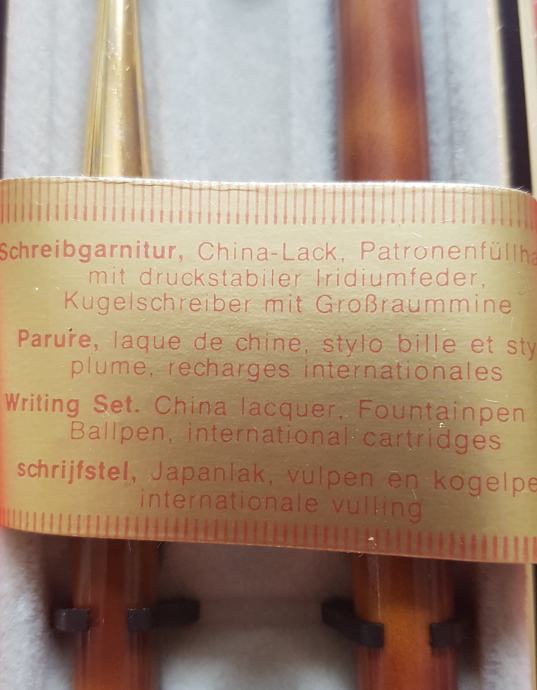 Schreibgarnitur, China-Lack, Patronenfüllha
mit druckstabiler Iridiumfeder,
Kugelschreiber mit Großraummine
Parure, laque de chine, stylo bille et sty
plume, recharges internationales
Writing Set. China lacquer, Fountainpen
Ballpen, international cartridges
schrijfstel, Japanlak, vulpen en kogelpe
internationale vulling